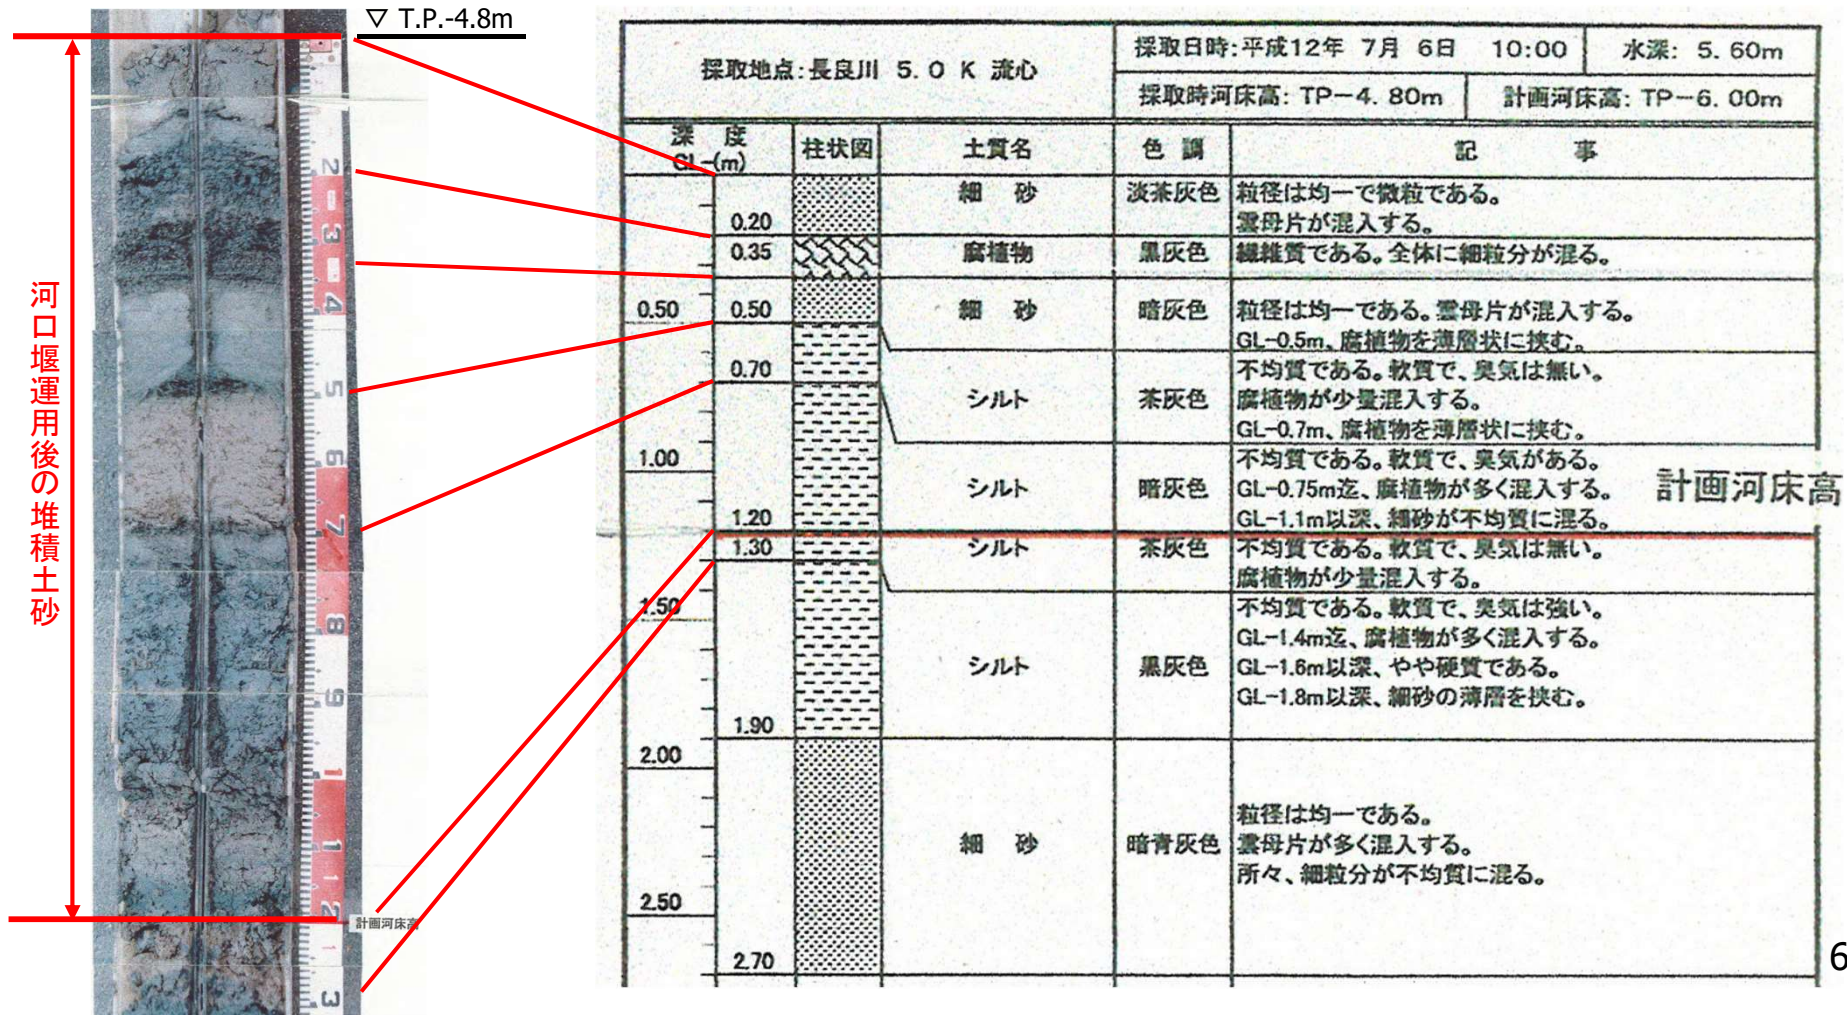 ▽ T.P.-4.8m
河口堰運用後の堆積土砂
2
3
4
5
6
7
8
9
1
1
1
2
1
3
計画河床高
採取地点:長良川 5.0 K 流心
採取日時:平成12年 7月 6日 10:00
水深: 5.60m
採取時河床高: TP-4.80m
計画河床高: TP-6.00m
深 度
GL-(m)
柱状図
土質名
色 調
記 事
0.20
細 砂
淡茶灰色
粒径は均一で微粒である。
雲母片が混入する。
0.35
腐植物
黒灰色
繊維質である。全体に細粒分が混る。
0.50
0.50
細 砂
暗灰色
粒径は均一である。雲母片が混入する。
GL-0.5m、腐植物を薄層状に挟む。
0.70
シルト
茶灰色
不均質である。軟質で、臭気は無い。
腐植物が少量混入する。
GL-0.7m、腐植物を薄層状に挟む。
1.00
1.20
シルト
暗灰色
不均質である。軟質で、臭気がある。
GL-0.75m迄、腐植物が多く混入する。
GL-1.1m以深、細砂が不均質に混る。
計画河床高
1.30
シルト
茶灰色
不均質である。軟質で、臭気は無い。
腐植物が少量混入する。
1.50
1.90
シルト
黒灰色
不均質である。軟質で、臭気は強い。
GL-1.4m迄、腐植物が多く混入する。
GL-1.6m以深、やや硬質である。
GL-1.8m以深、細砂の薄層を挟む。
2.00
2.50
2.70
細 砂
暗青灰色
粒径は均一である。
雲母片が多く混入する。
所々、細粒分が不均質に混る。
6